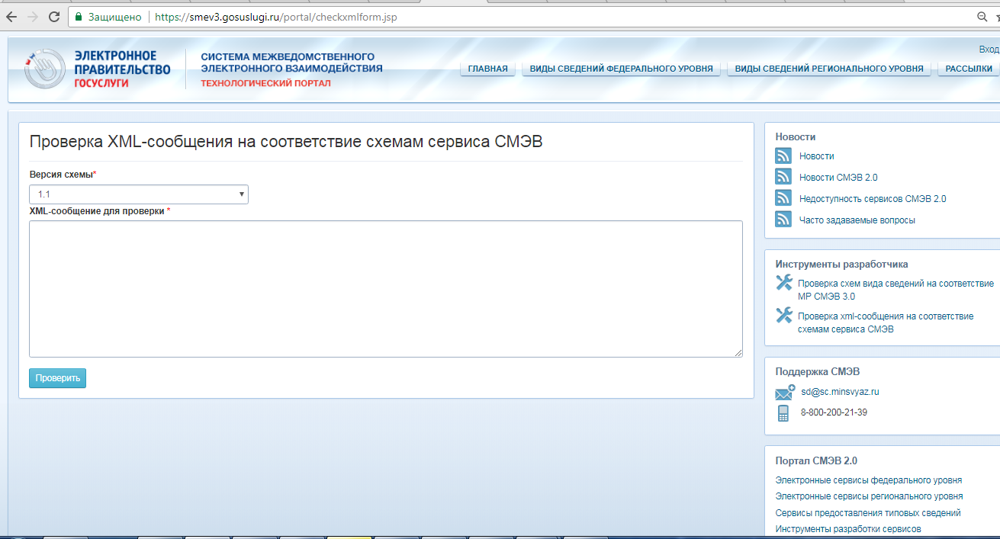 Защищено https://smev3.gosuslugi.ru/portal/checkxmlform.jsp
Вход
ЭЛЕКТРОННОЕ
ПРАВИТЕЛЬСТВО
ГОСУСЛУГИ
СИСТЕМА МЕЖВЕДОМСТВЕННОГО
ЭЛЕКТРОННОГО ВЗАИМОДЕЙСТВИЯ
ТЕХНОЛОГИЧЕСКИЙ ПОРТАЛ
ГЛАВНАЯ ВИДЫ СВЕДЕНИЙ ФЕДЕРАЛЬНОГО УРОВНЯ ВИДЫ СВЕДЕНИЙ РЕГИОНАЛЬНОГО УРОВНЯ РАССЫЛКИ
Проверка XML-сообщения на соответствие схемам сервиса СМЭВ
Версия схемы*
1.1
XML-сообщение для проверки *
Проверить
Новости
Новости
Новости СМЭВ 2.0
Недоступность сервисов СМЭВ 2.0
Часто задаваемые вопросы
Инструменты разработчика
Проверка схем вида сведений на соответствие
МР СМЭВ 3.0
Проверка xml-сообщения на соответствие
схемам сервиса СМЭВ
Поддержка СМЭВ
sd@sc.minsvyaz.ru
8-800-200-21-39
Портал СМЭВ 2.0
Электронные сервисы федерального уровня
Электронные сервисы регионального уровня
Сервисы предоставления типовых сведений
Инструменты разработки сервисов